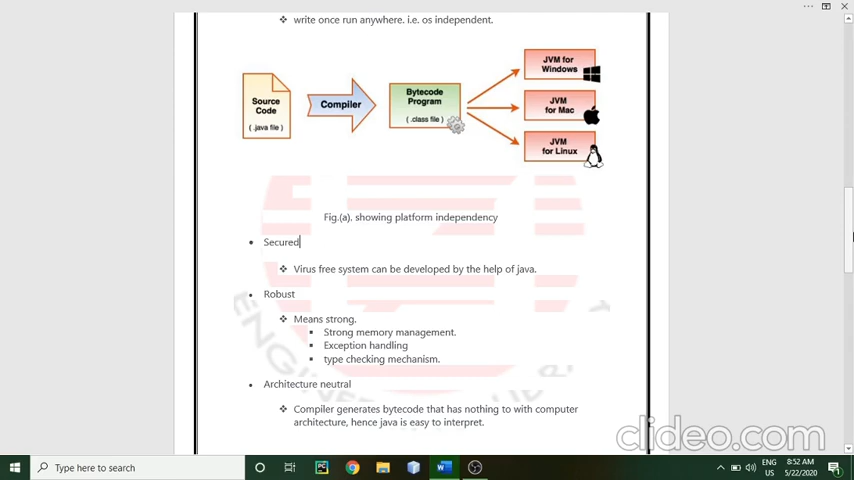 write once run anywhere. i.e. os independent.
Source
Code
( .java file )
Compiler
Bytecode
Program
( .class file )
JVM for
Windows
JVM
for Mac
JVM
for Linux
Fig.(a). showing platform independency
Secured
Virus free system can be developed by the help of java.
Robust
Means strong.
Strong memory management.
Exception handling
type checking mechanism.
Architecture neutral
Compiler generates bytecode that has nothing to with computer
architecture, hence java is easy to interpret.
clideo.com
Type here to search
PC
W
ENG
US
8:52 AM
5/22/2020
1